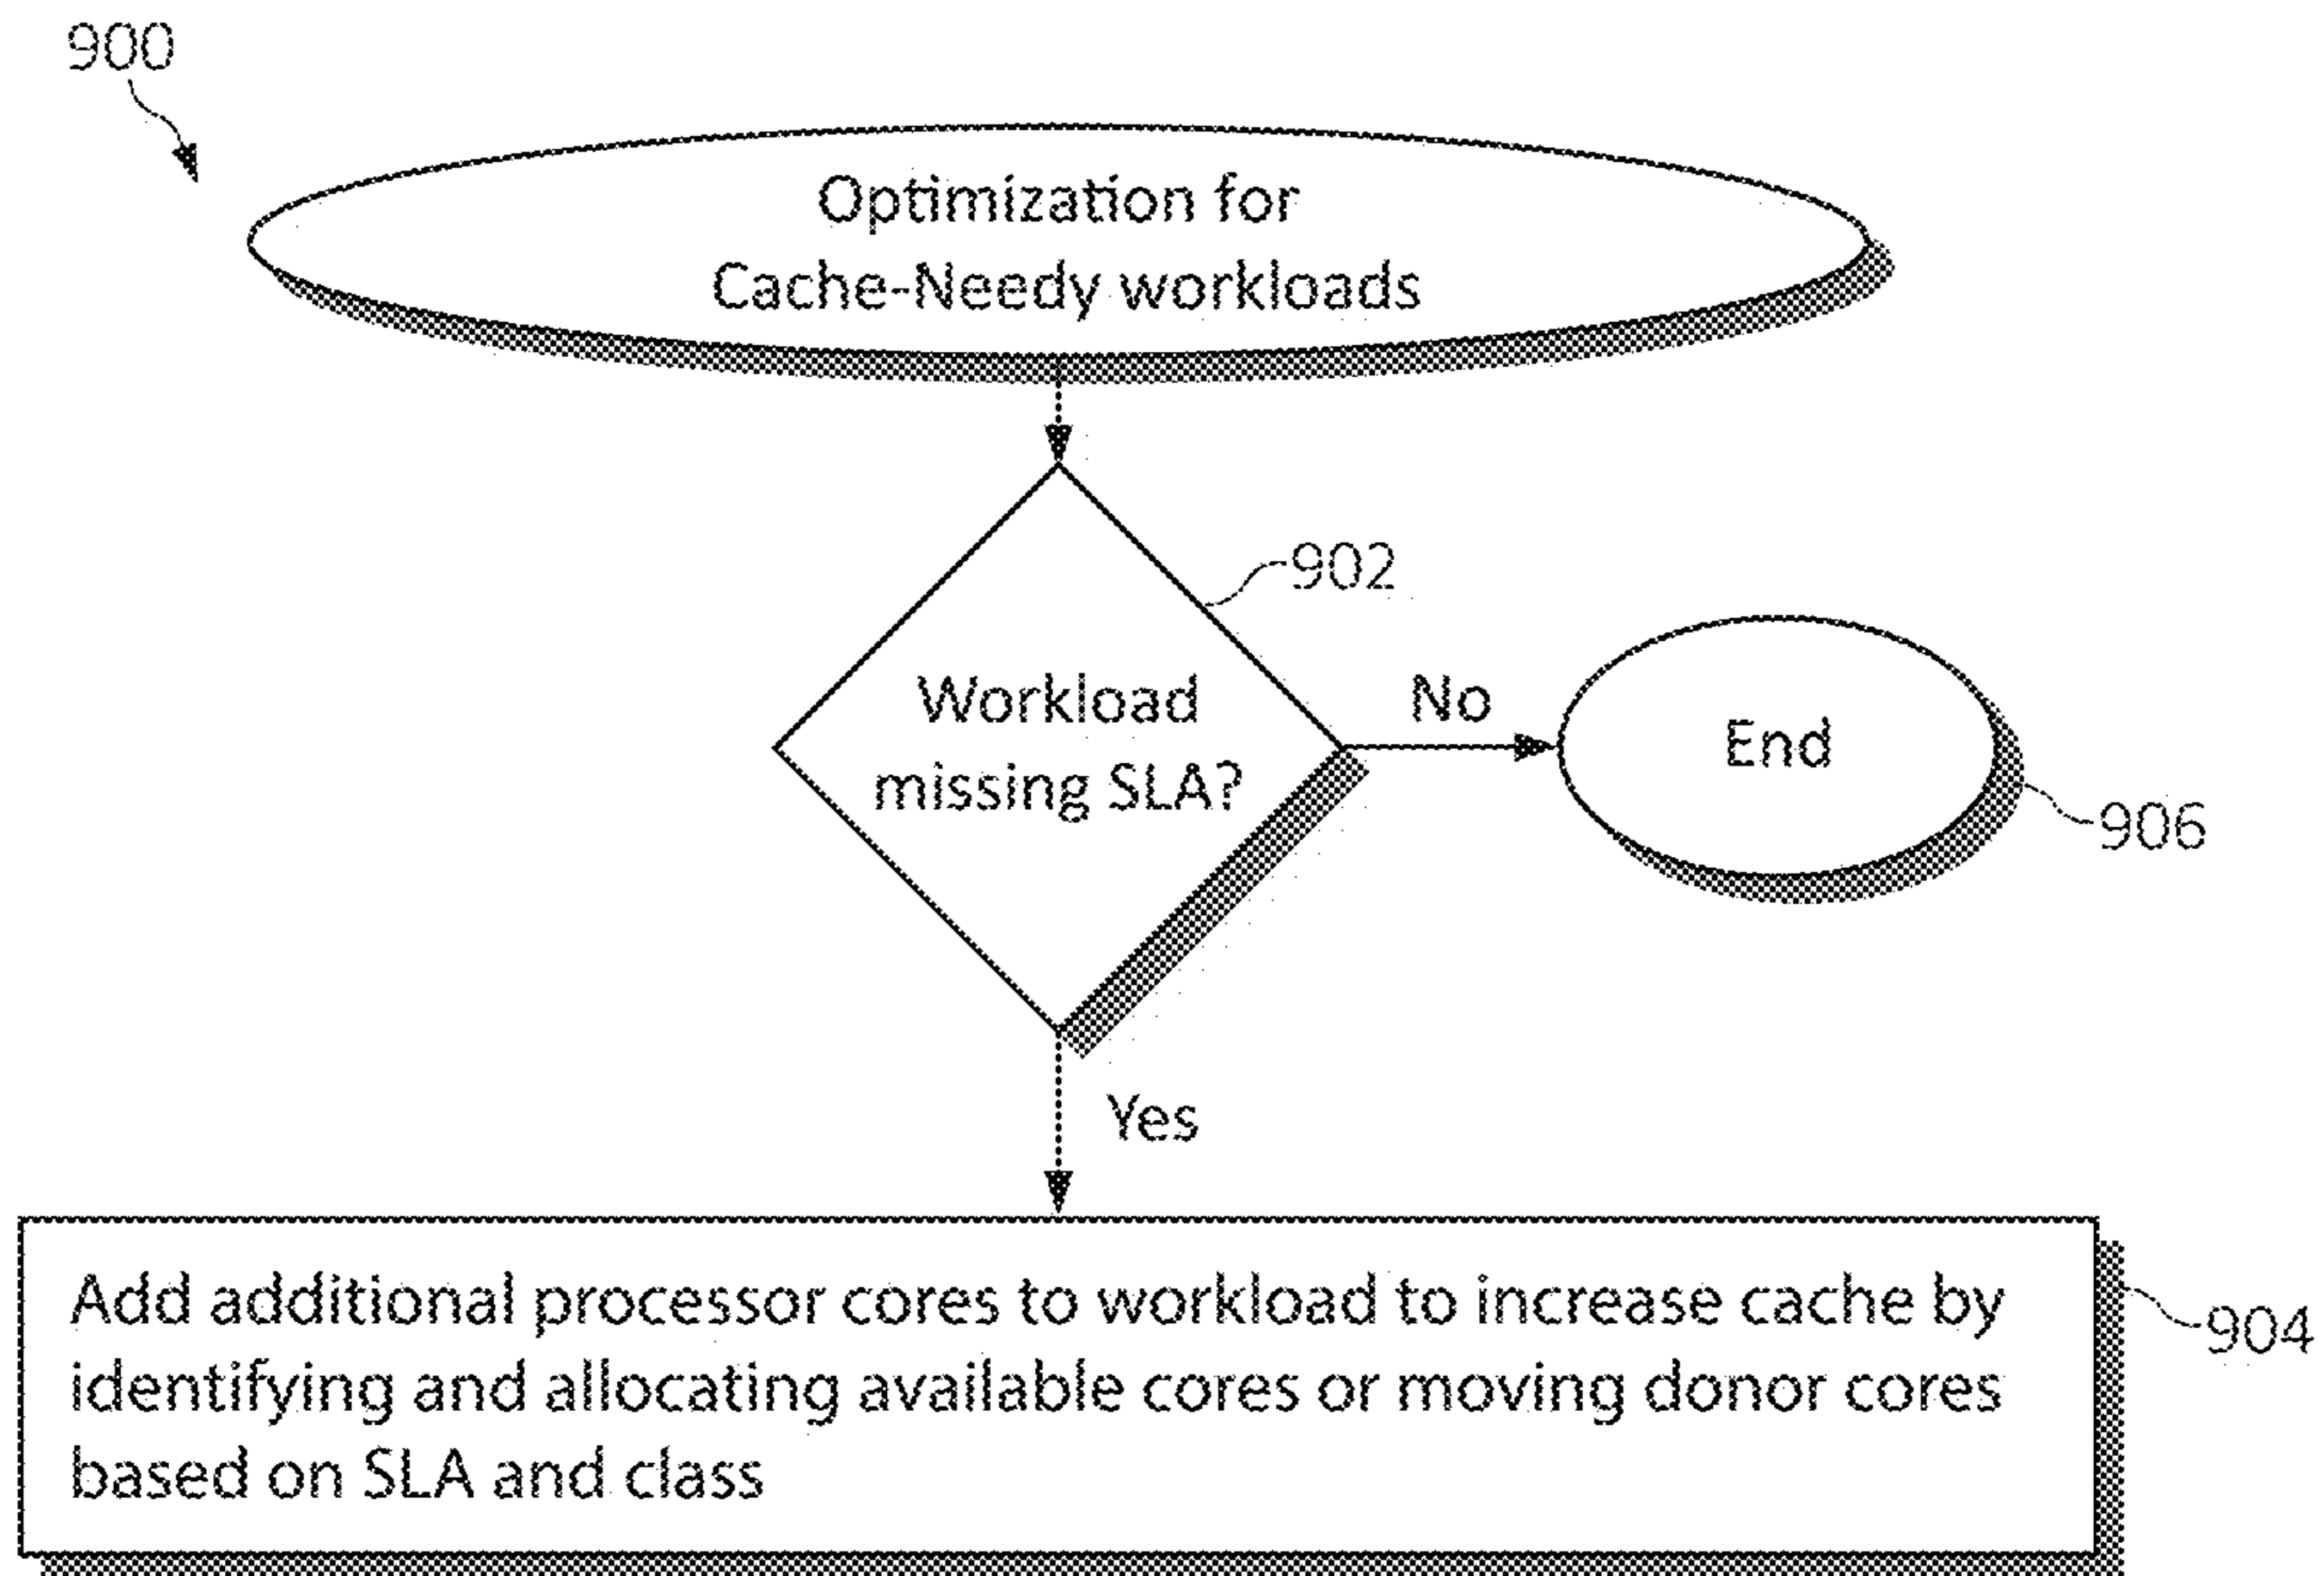 900
Optimization for
Cache-Needy workloads
902
Workload
missing SLA?
No
End
906
Yes
Add additional processor cores to workload to increase cache by
identifying and allocating available cores or moving donor cores
based on SLA and class
904